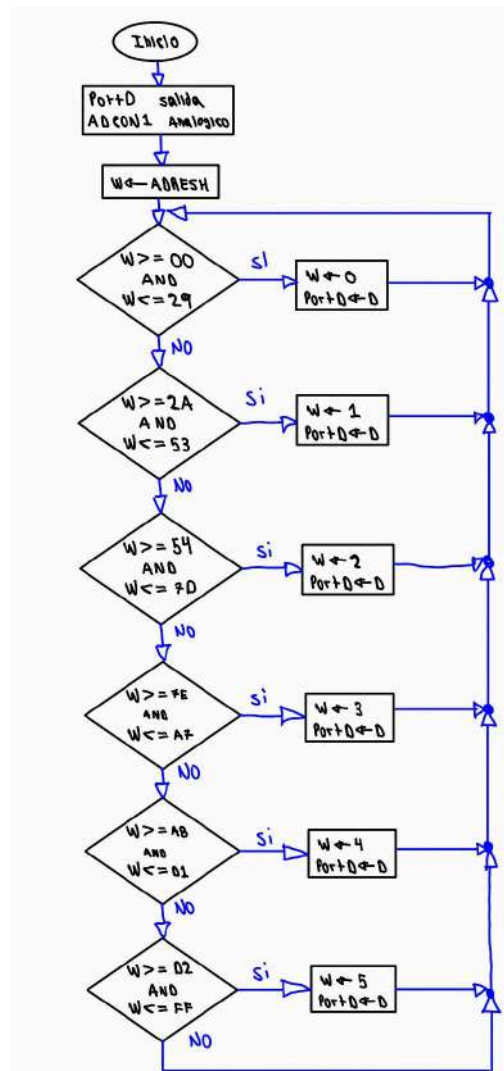 Inicio
PortD salida
ADCON1 Analogico
W← ADRESH
W>= 00
AND
W<= 29
sI
W← 0
PortD←D
NO
W>=2A
AND
W<=53
Si
W← 1
PortD←D
NO
W>= 54
AND
W<= 7D
si
W←2
PortD←D
NO
W>= 7E
AND
W<= A7
si
W← 3
PortD←D
NO
W>= A8
AND
W<= D1
Si
W←4
PortD←D
NO
W>= D2
AND
W<= FF
Si
W← 5
PortD←D
NO